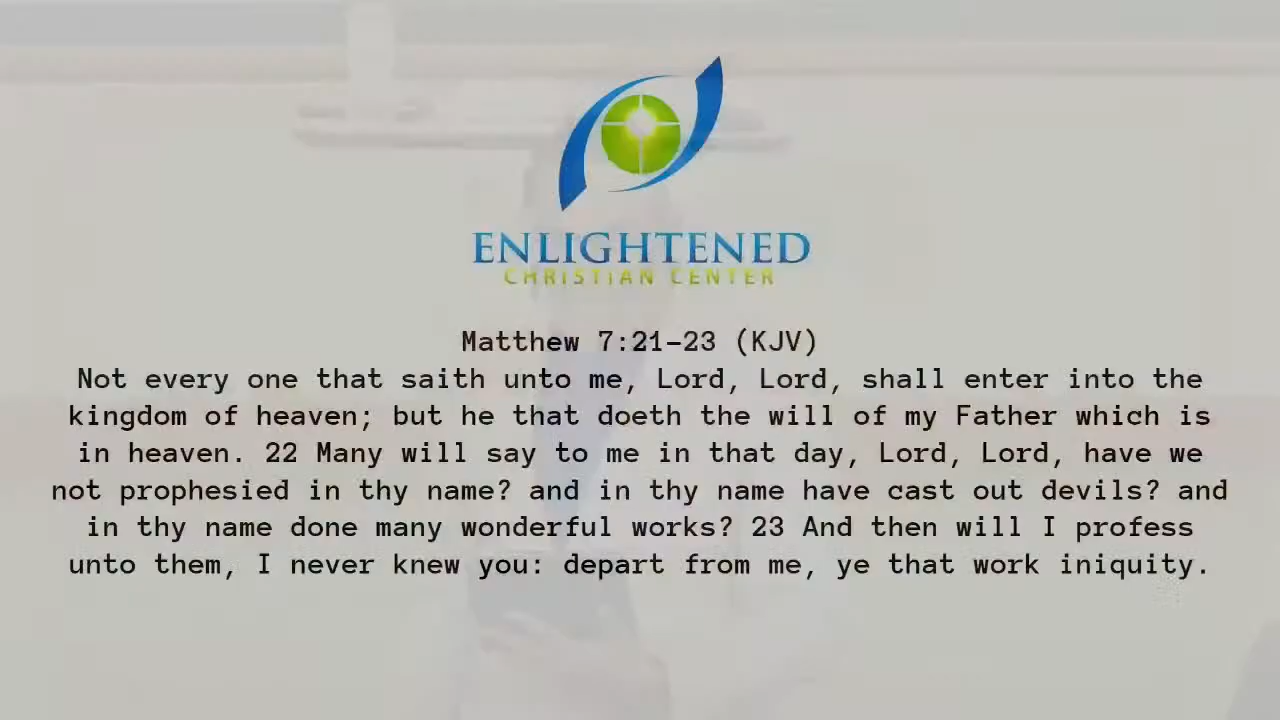 ENLIGHTENED
CHRISTIAN CENTER
Matthew 7:21-23 (KJV)
Not every one that saith unto me, Lord, Lord, shall enter into the
kingdom of heaven; but he that doeth the will of my Father which is
in heaven. 22 Many will say to me in that day, Lord, Lord, have we
not prophesied in thy name? and in thy name have cast out devils? and
in thy name done many wonderful works? 23 And then will I profess
unto them, I never knew you: depart from me, ye that work iniquity.